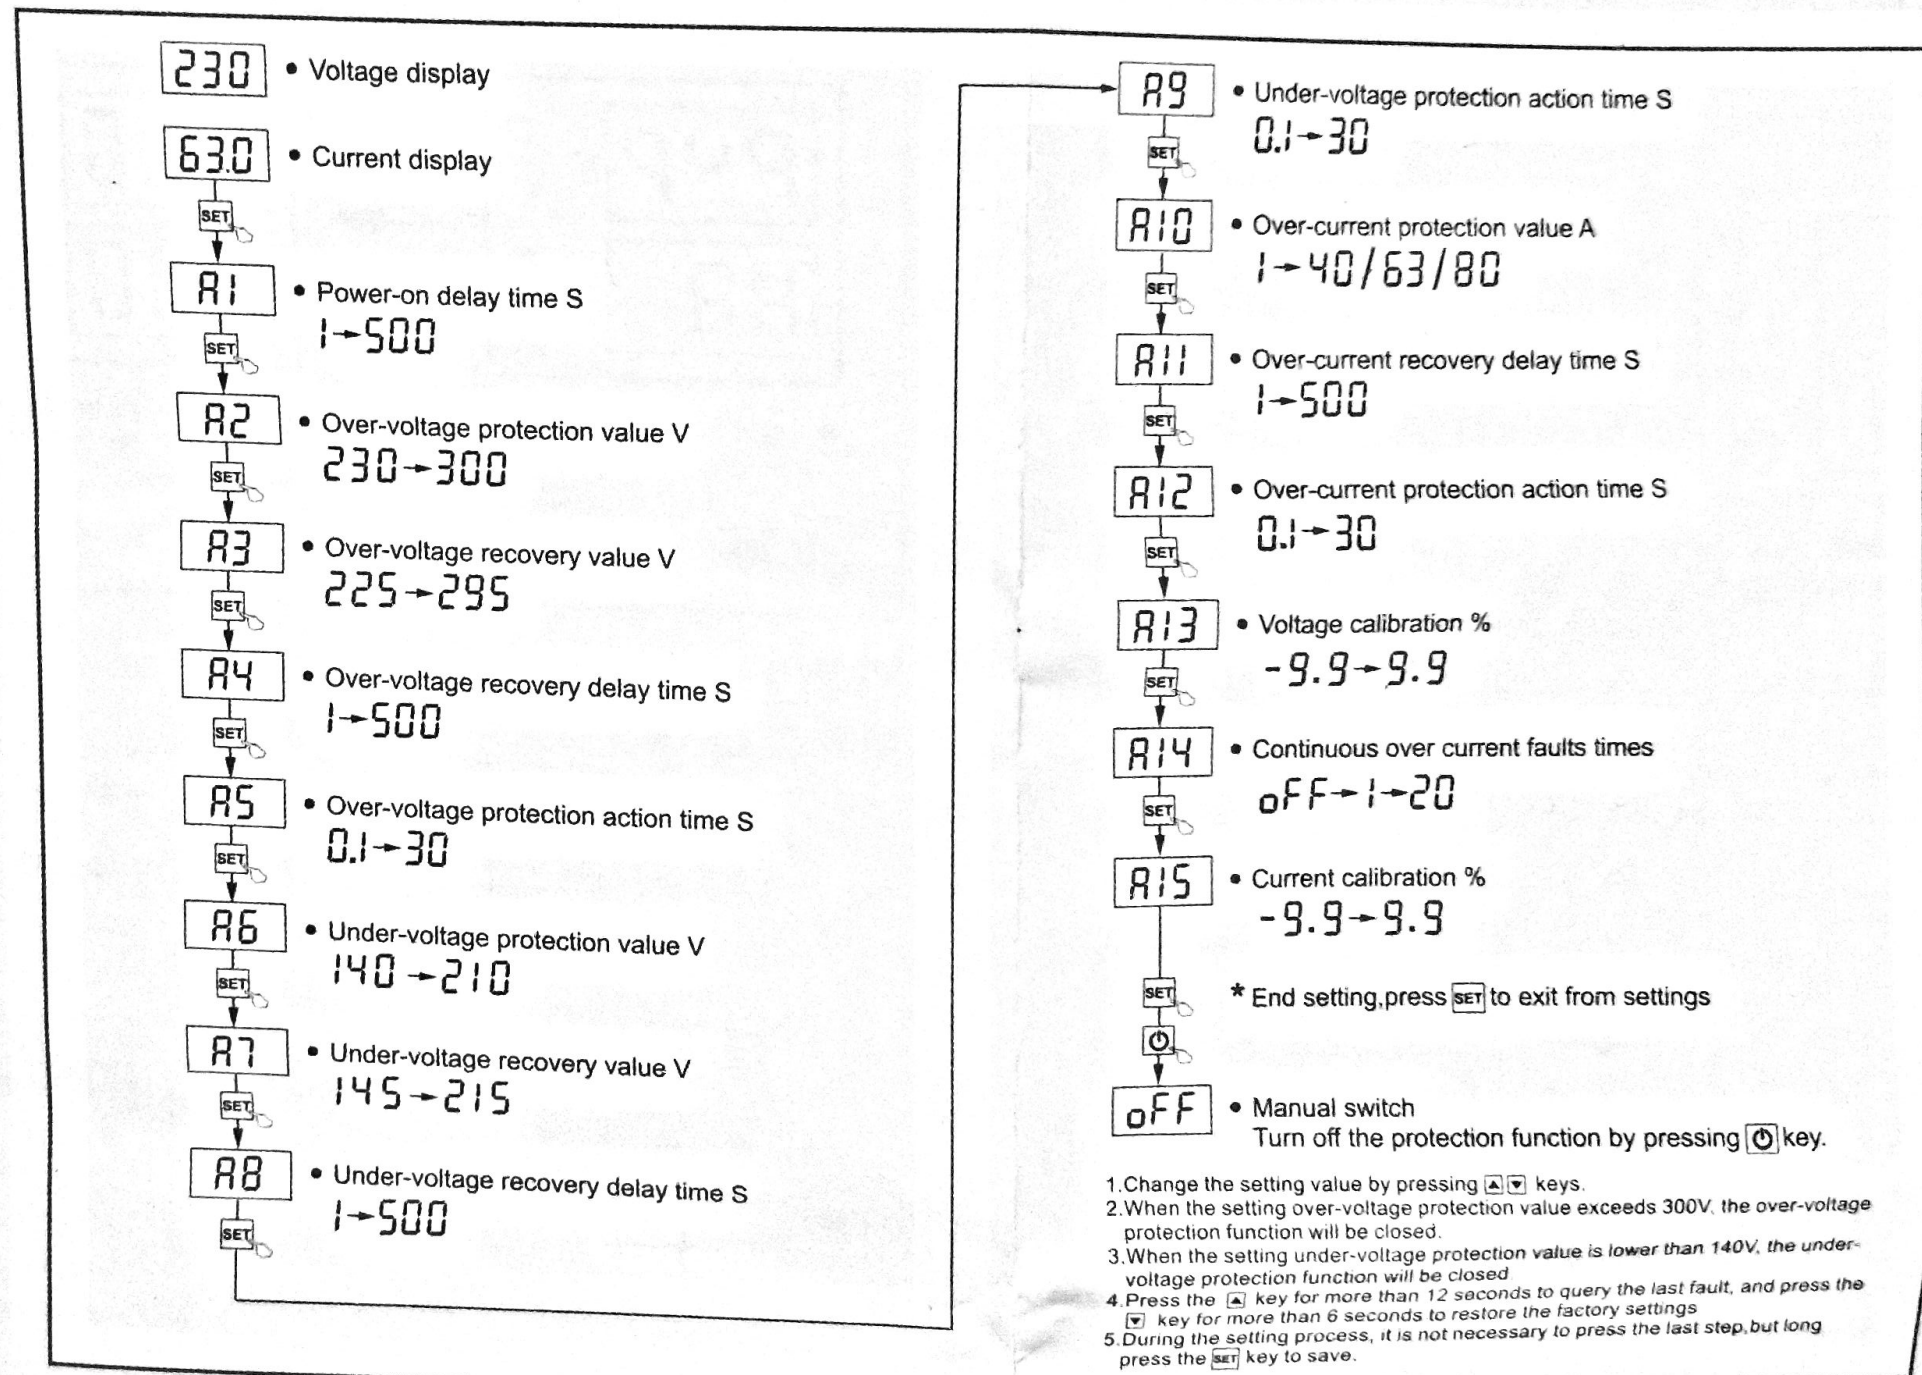 230 • Voltage display
63.0 • Current display
SET
A1 • Power-on delay time S
1→500
SET
A2 • Over-voltage protection value V
230→300
SET
A3 • Over-voltage recovery value V
225→295
SET
A4 • Over-voltage recovery delay time S
1→500
SET
A5 • Over-voltage protection action time S
0.1→30
SET
A6 • Under-voltage protection value V
140→210
SET
A7 • Under-voltage recovery value V
145→215
SET
A8 • Under-voltage recovery delay time S
1→500
SET
A9 • Under-voltage protection action time S
0.1→30
SET
A10 • Over-current protection value A
1→40/63/80
SET
A11 • Over-current recovery delay time S
1→500
SET
A12 • Over-current protection action time S
0.1→30
SET
A13 • Voltage calibration %
-9.9→9.9
SET
A14 • Continuous over current faults times
oFF→1→20
SET
A15 • Current calibration %
-9.9→9.9
SET * End setting,press SET to exit from settings
oFF • Manual switch
Turn off the protection function by pressing ⏻ key.
1.Change the setting value by pressing ▲▼ keys.
2.When the setting over-voltage protection value exceeds 300V, the over-voltage
protection function will be closed.
3.When the setting under-voltage protection value is lower than 140V, the under-
voltage protection function will be closed
4.Press the ▲ key for more than 12 seconds to query the last fault, and press the
▼ key for more than 6 seconds to restore the factory settings
5.During the setting process, it is not necessary to press the last step,but long
press the SET key to save.